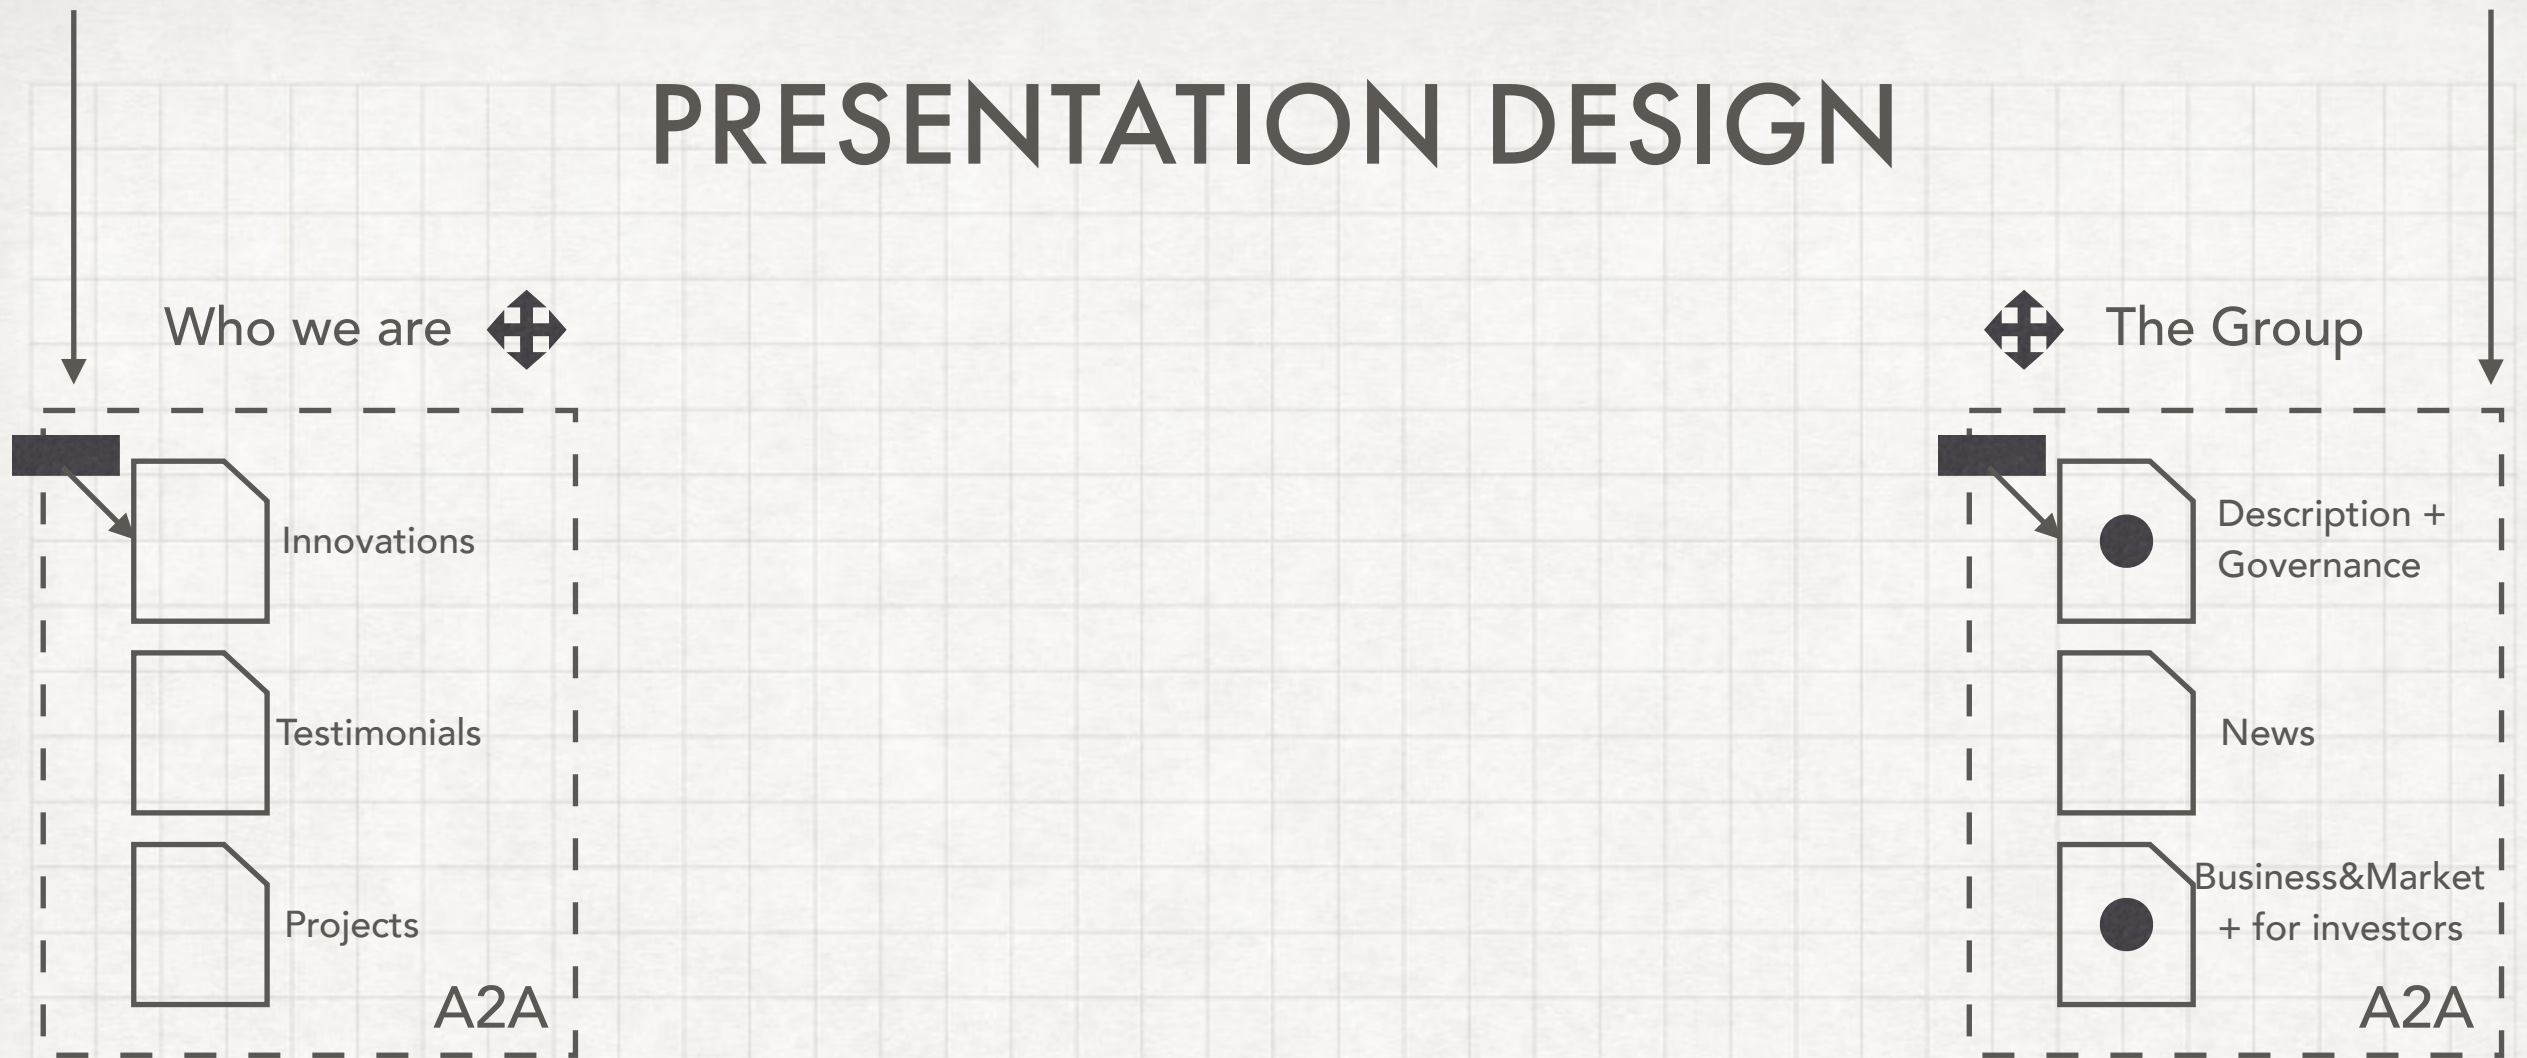 PRESENTATION DESIGN
Who we are
Innovations
Testimonials
Projects
A2A
The Group
Description +
Governance
News
Business&Market
+ for investors
A2A